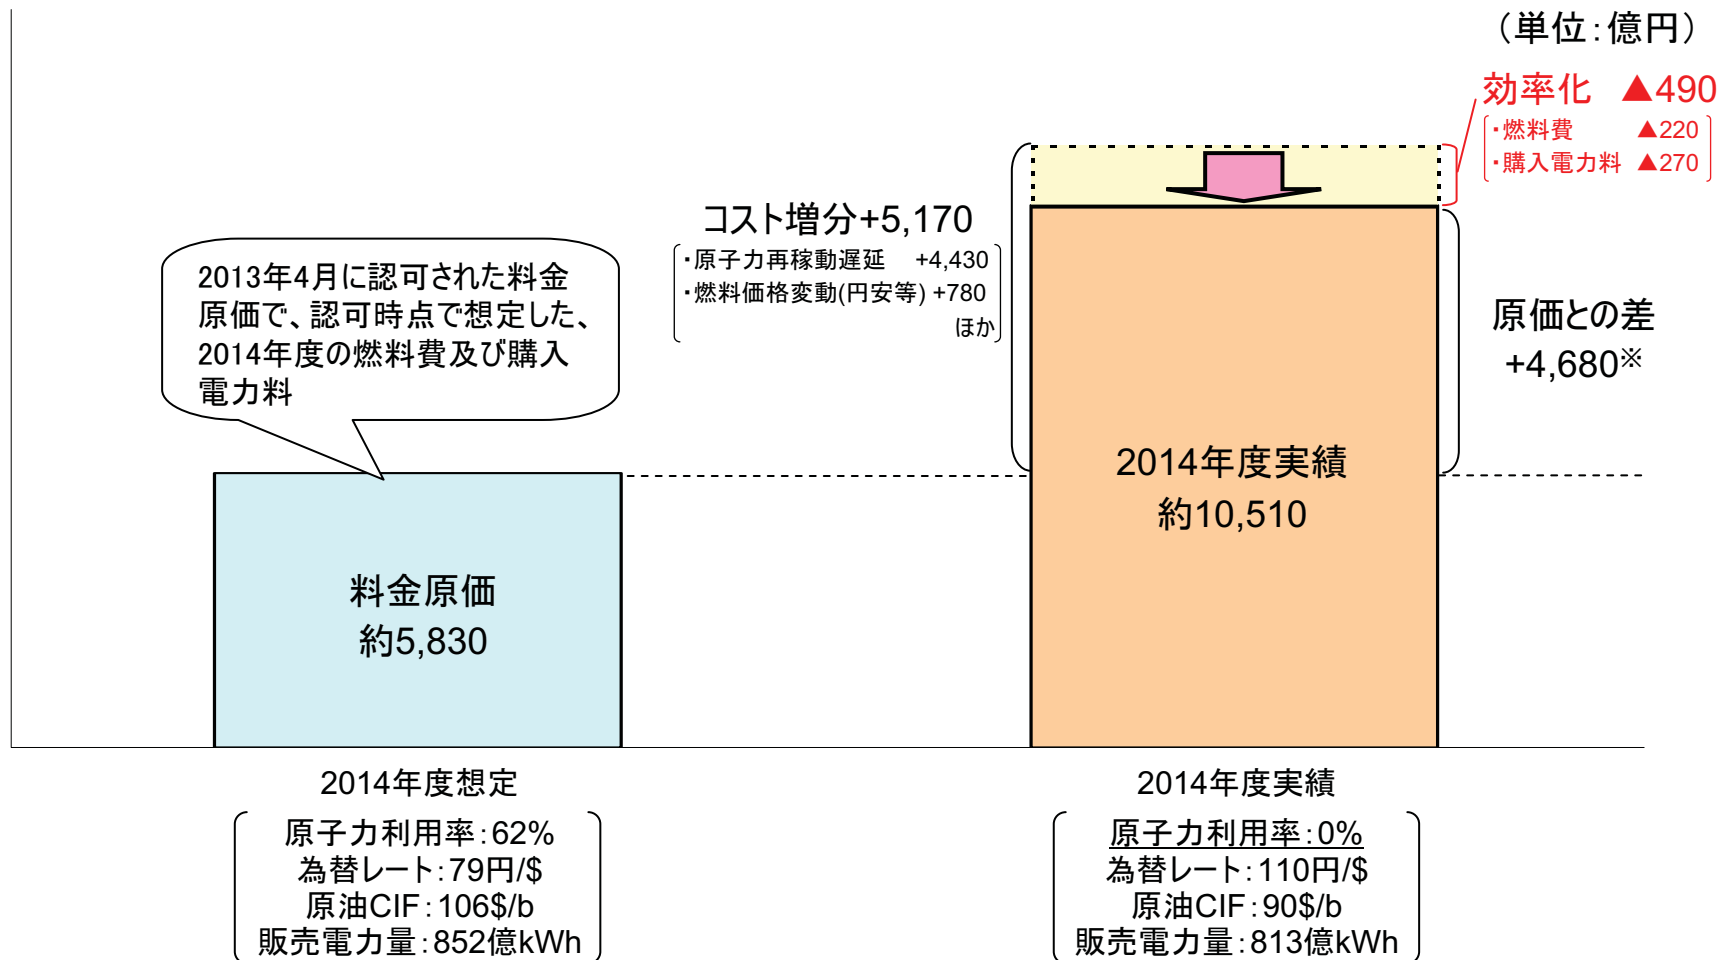 （単位：億円）
効率化 ▲490
・燃料費 ▲220
・購入電力料 ▲270
コスト増分+5,170
・原子力再稼動遅延 +4,430
・燃料価格変動(円安等) +780
ほか
2013年4月に認可された料金
原価で、認可時点で想定した、
2014年度の燃料費及び購入
電力料
原価との差
+4,680※
2014年度実績
約10,510
料金原価
約5,830
2014年度想定
原子力利用率：62%
為替レート：79円/$
原油CIF：106$/b
販売電力量：852億kWh
2014年度実績
原子力利用率：0%
為替レート：110円/$
原油CIF：90$/b
販売電力量：813億kWh